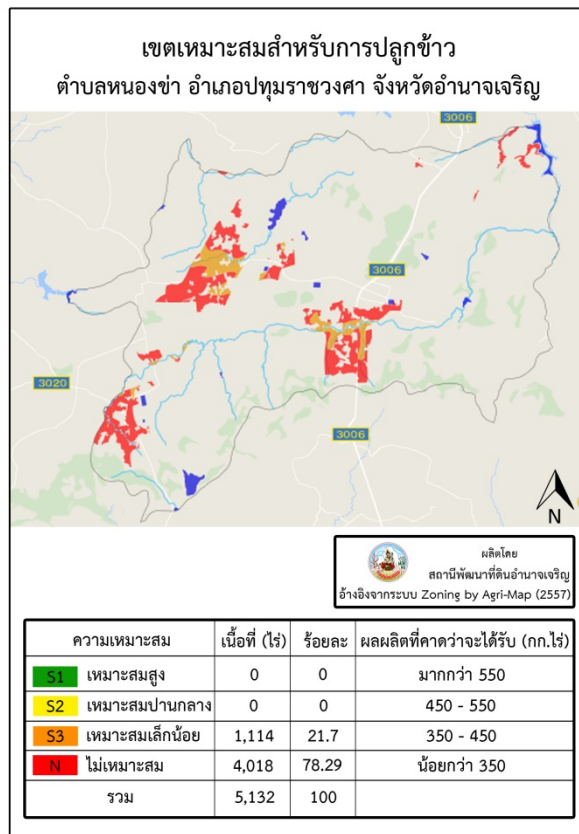 เขตเหมาะสมสำหรับการปลูกข้าว
ตำบลหนองข่า อำเภอปทุมราชวงศา จังหวัดอำนาจเจริญ
3006
3006
3020
3006
N
ผลิตโดย
สถานีพัฒนาที่ดินอำนาจเจริญ
อ้างอิงจากระบบ Zoning by Agri-Map (2557)
ความเหมาะสม เนื้อที่ (ไร่) ร้อยละ ผลผลิตที่คาดว่าจะได้รับ (กก.ไร่)
S1 เหมาะสมสูง 0 0 มากกว่า 550
S2 เหมาะสมปานกลาง 0 0 450 - 550
S3 เหมาะสมเล็กน้อย 1,114 21.7 350 - 450
N ไม่เหมาะสม 4,018 78.29 น้อยกว่า 350
รวม 5,132 100